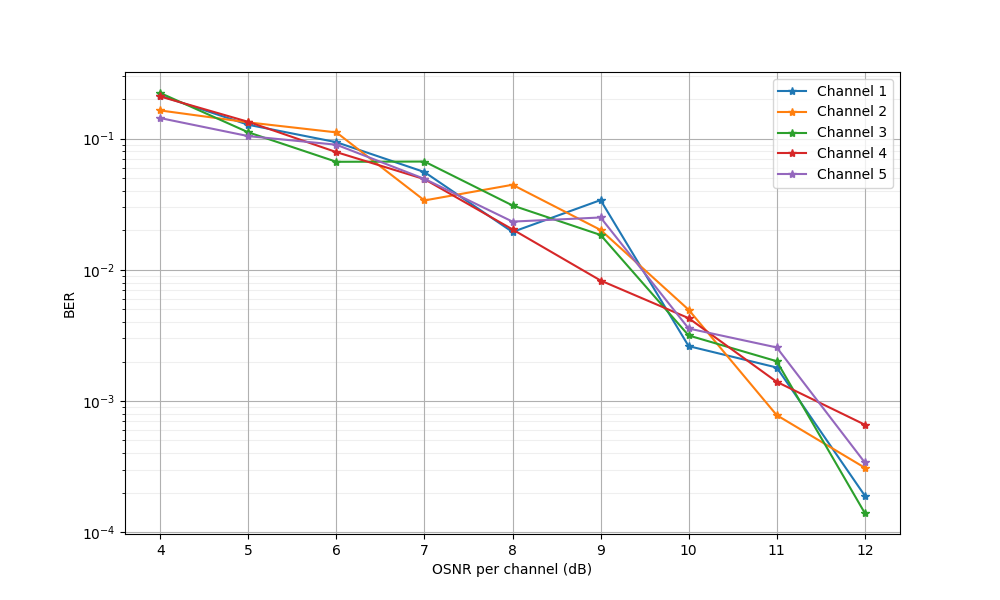 Channel 1
Channel 2
Channel 3
Channel 4
Channel 5
10⁻¹
10⁻²
10⁻³
10⁻⁴
BER
4 5 6 7 8 9 10 11 12
OSNR per channel (dB)